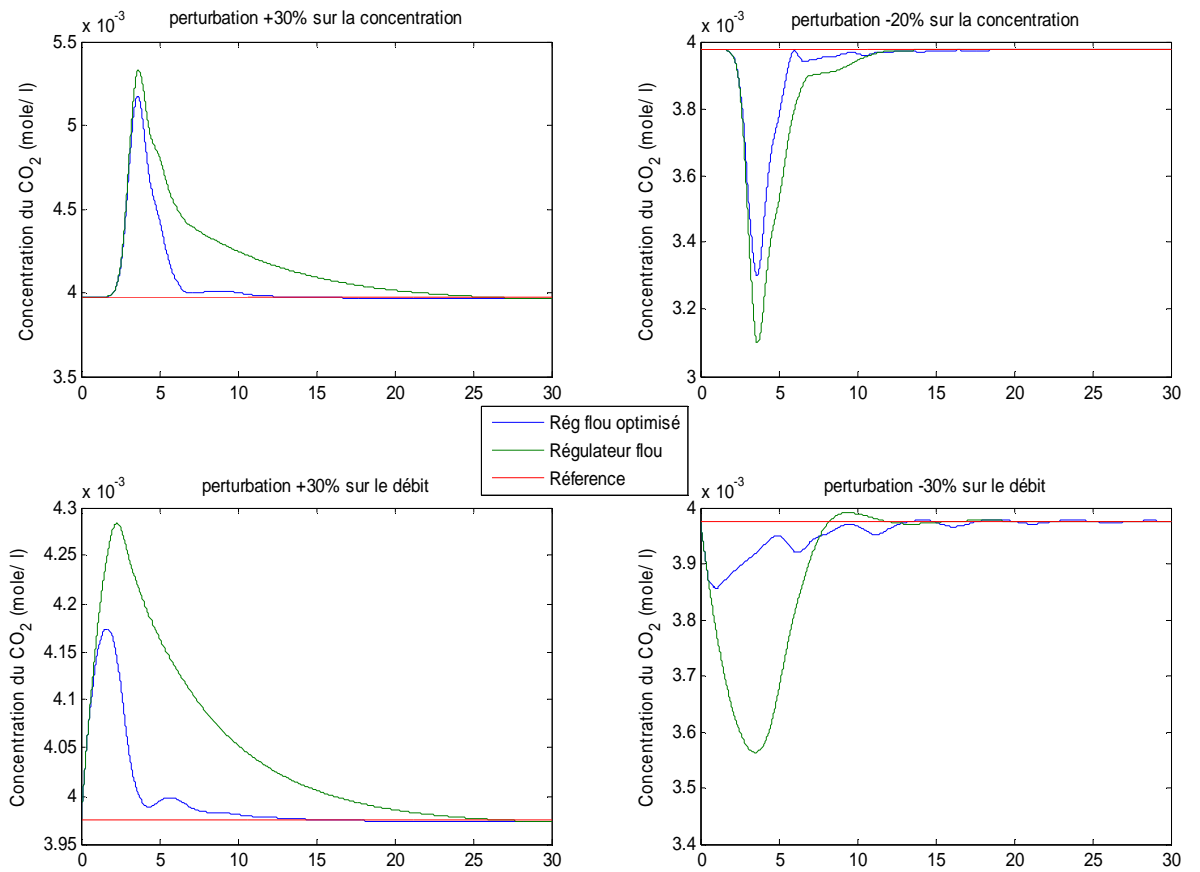 x 10-3
perturbation +30% sur la concentration
5.5
5
4.5
4
3.5
0 5 10 15 20 25 30
Concentration du CO2 (mole/ l)
x 10-3
perturbation -20% sur la concentration
4
3.8
3.6
3.4
3.2
3
0 5 10 15 20 25 30
Concentration du CO2 (mole/ l)
Rég flou optimisé
Régulateur flou
Réference
x 10-3
perturbation +30% sur le débit
4.3
4.25
4.2
4.15
4.1
4.05
4
3.95
0 5 10 15 20 25 30
Concentration du CO2 (mole/ l)
x 10-3
perturbation -30% sur le débit
4
3.9
3.8
3.7
3.6
3.5
3.4
0 5 10 15 20 25 30
Concentration du CO2 (mole/ l)